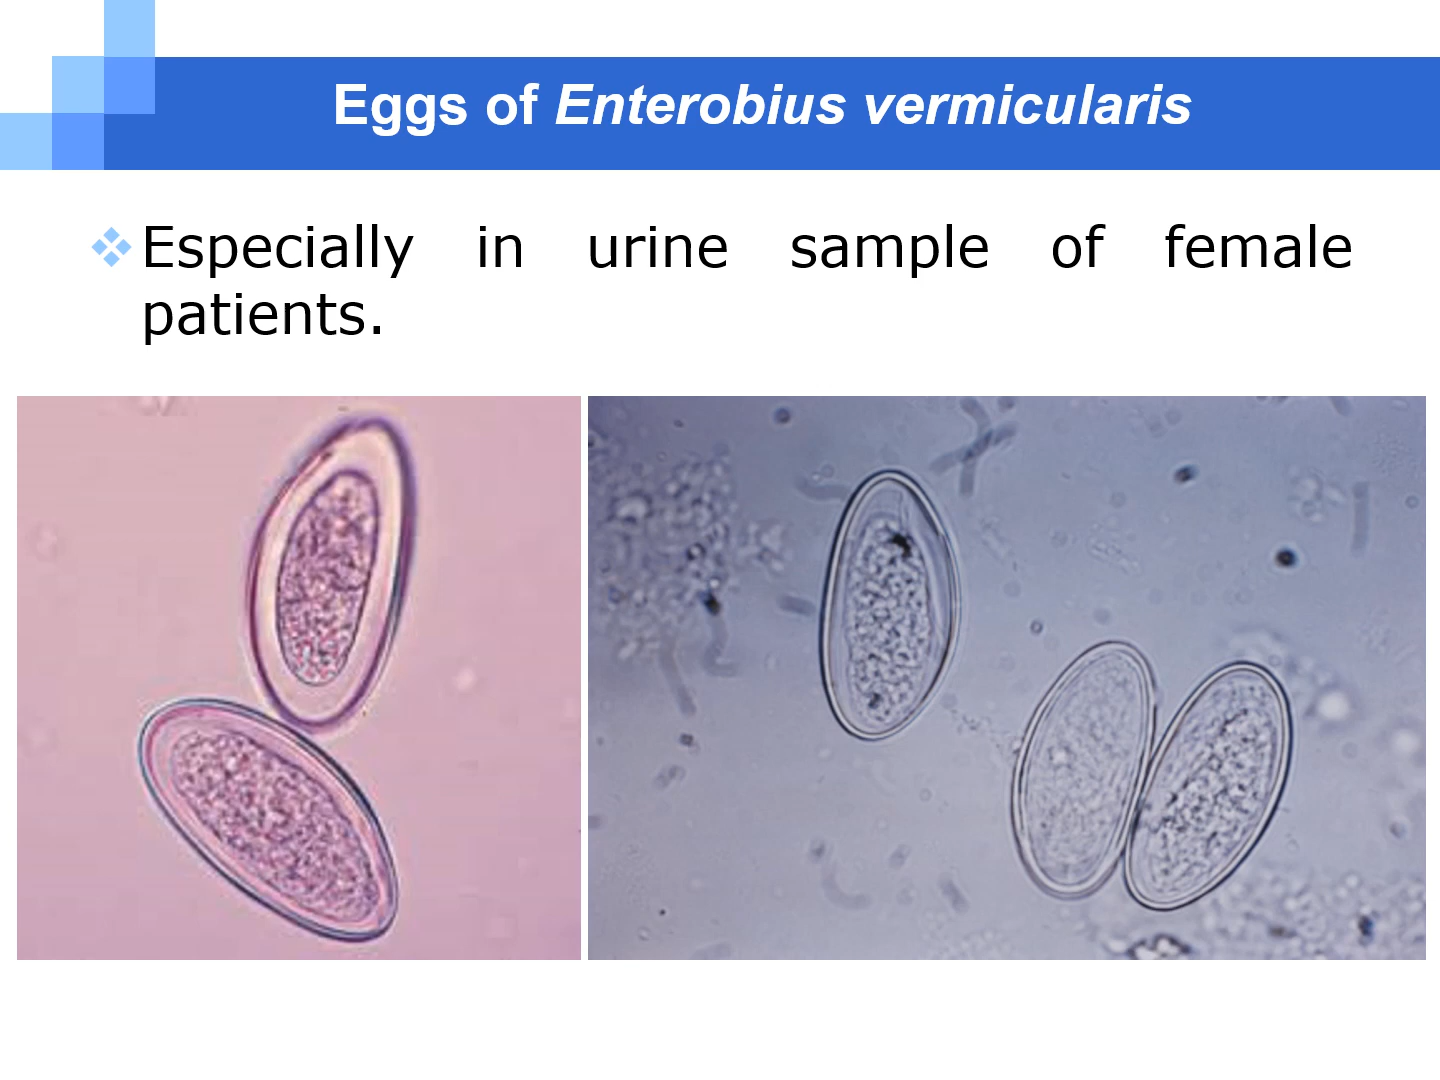 Eggs of Enterobius vermicularis
Especially in urine sample of female
patients.